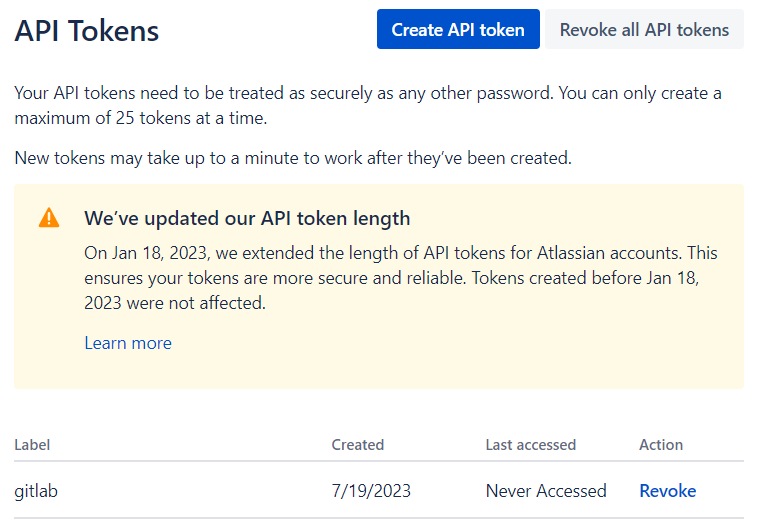 API Tokens
Create API token
Revoke all API tokens
Your API tokens need to be treated as securely as any other password. You can only create a
maximum of 25 tokens at a time.
New tokens may take up to a minute to work after they’ve been created.
We’ve updated our API token length
On Jan 18, 2023, we extended the length of API tokens for Atlassian accounts. This
ensures your tokens are more secure and reliable. Tokens created before Jan 18,
2023 were not affected.
Learn more
Label Created Last accessed Action
gitlab 7/19/2023 Never Accessed Revoke